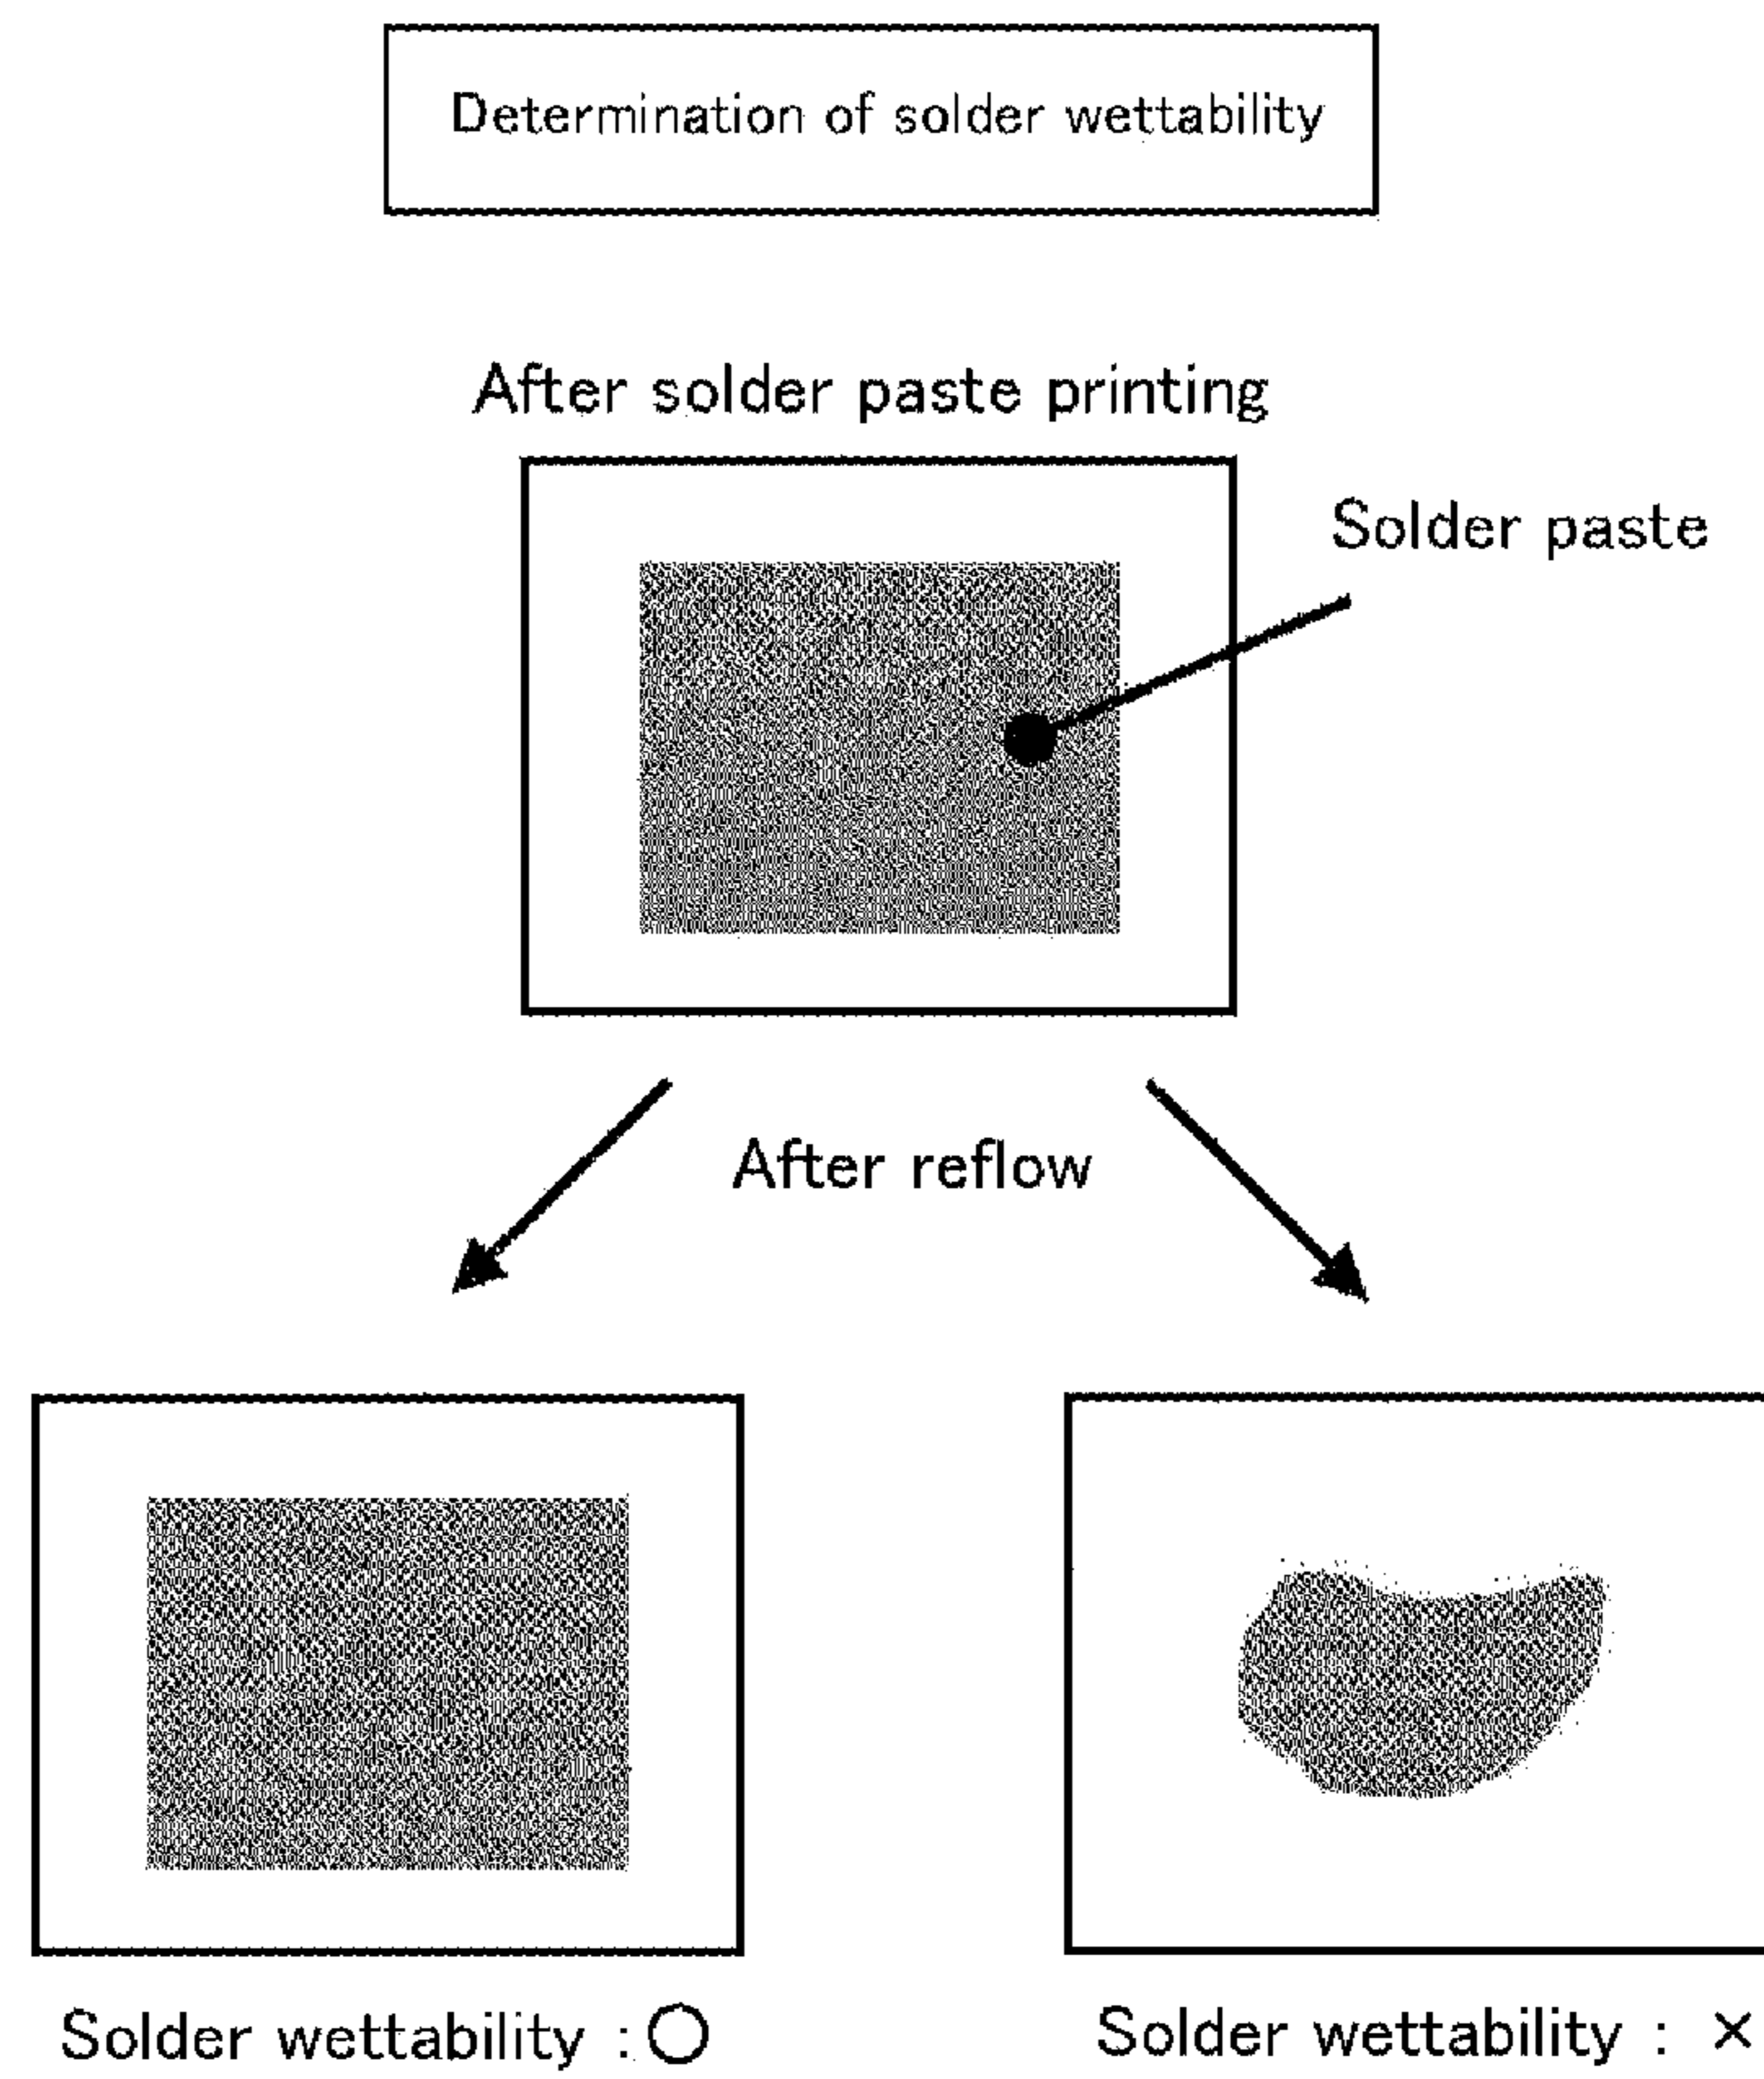 Determination of solder wettability
After solder paste printing
Solder paste
After reflow
Solder wettability : ○
Solder wettability : ×